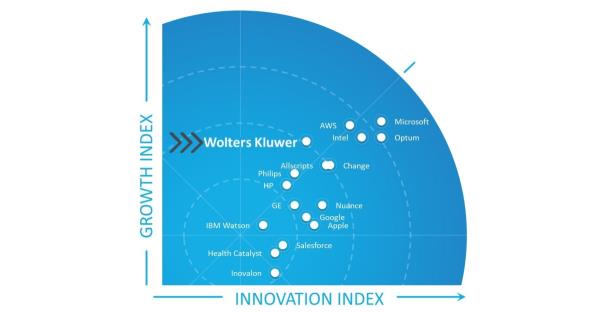 GROWTH INDEX
Microsoft
AWS
Intel
Optum
Wolters Kluwer
Allscripts
Change
Philips
HP
GE
Nuance
Google
Apple
IBM Watson
Salesforce
Health Catalyst
Inovalon
INNOVATION INDEX